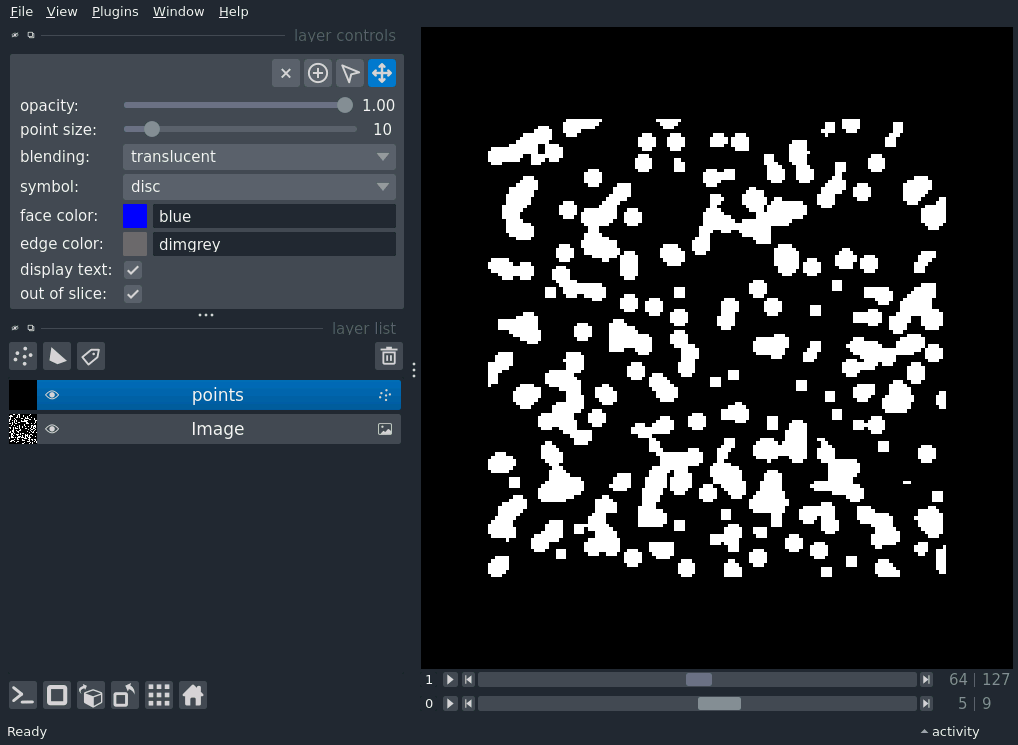 File View Plugins Window Help
layer controls
opacity: 1.00
point size: 10
blending: translucent
symbol: disc
face color: blue
edge color: dimgrey
display text:
out of slice:
layer list
points
Image
1 64 | 127
0 5 | 9
Ready activity